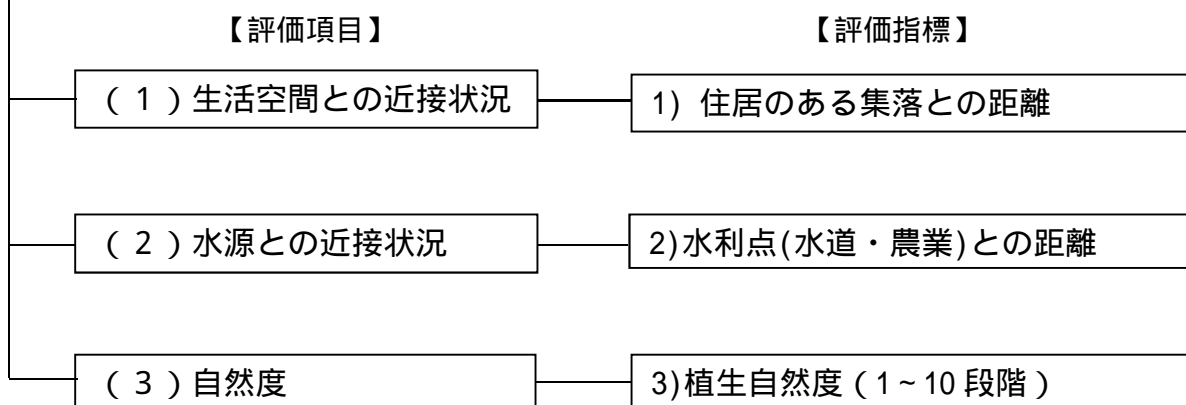 【評価項目】 【評価指標】
（１）生活空間との近接状況 1) 住居のある集落との距離
（２）水源との近接状況 2)水利点(水道・農業)との距離
（３）自然度 3)植生自然度（1～10 段階）